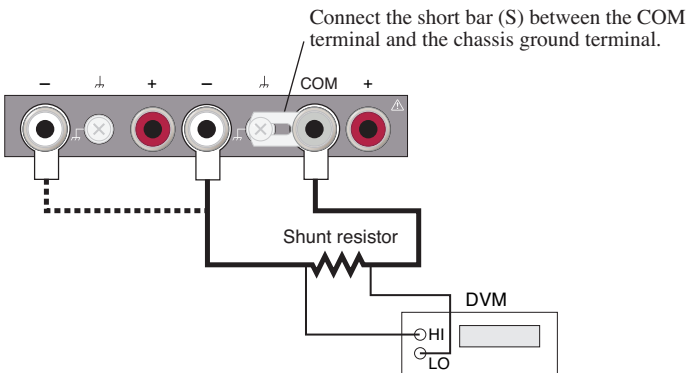 Connect the short bar (S) between the COM
terminal and the chassis ground terminal.
– + – COM +
Shunt resistor
DVM
HI
LO